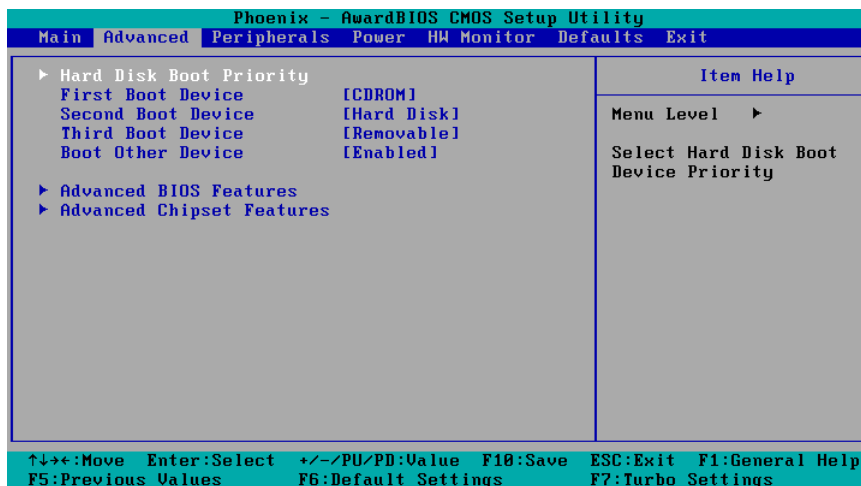 Phoenix - AwardBIOS CMOS Setup Utility
Main Advanced Peripherals Power HW Monitor Defaults Exit
▶ Hard Disk Boot Priority
First Boot Device [CDROM]
Second Boot Device [Hard Disk]
Third Boot Device [Removable]
Boot Other Device [Enabled]
▶ Advanced BIOS Features
▶ Advanced Chipset Features
Item Help
Menu Level ▶
Select Hard Disk Boot
Device Priority
↑↓→←:Move Enter:Select +/-/PU/PD:Value F10:Save ESC:Exit F1:General Help
F5:Previous Values F6:Default Settings F7:Turbo Settings